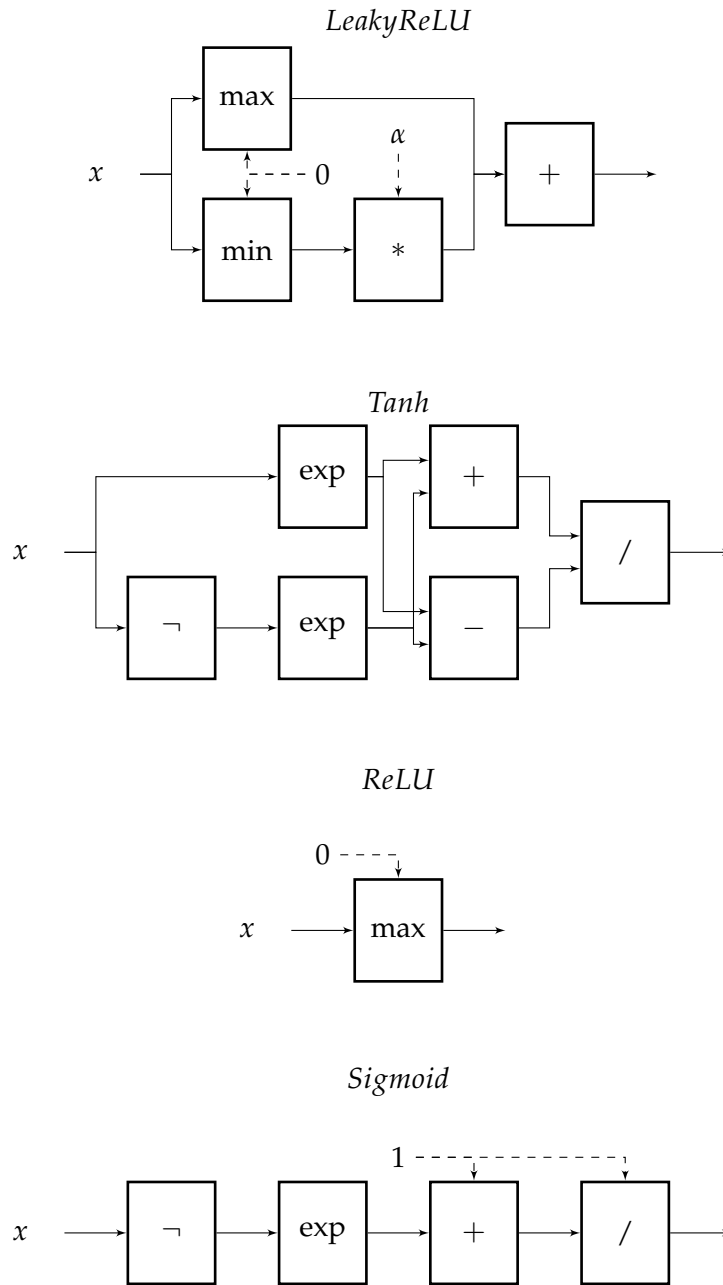 LeakyReLU
max
α
x
0
+
min
*
Tanh
exp
+
x
/
¬
exp
−
ReLU
0
x
max
Sigmoid
1
x
¬
exp
+
/